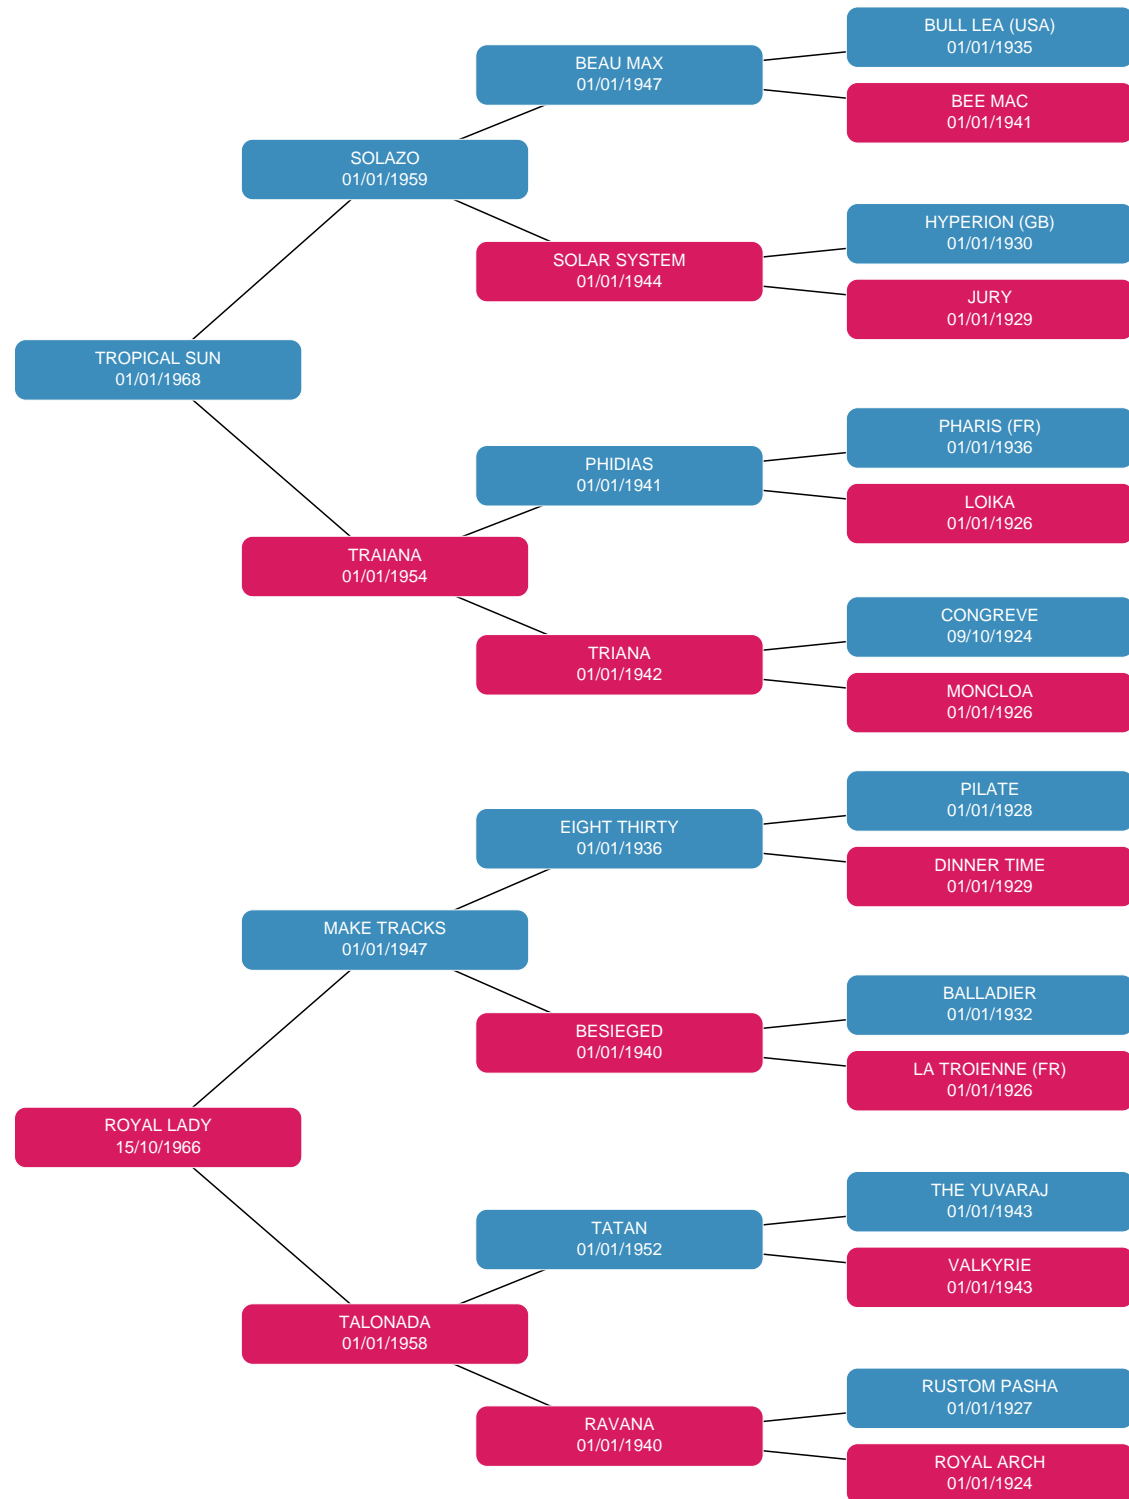 BULL LEA (USA)
01/01/1935
BEAU MAX
01/01/1947
BEE MAC
01/01/1941
SOLAZO
01/01/1959
HYPERION (GB)
01/01/1930
SOLAR SYSTEM
01/01/1944
JURY
01/01/1929
TROPICAL SUN
01/01/1968
PHARIS (FR)
01/01/1936
PHIDIAS
01/01/1941
LOIKA
01/01/1926
TRAIANA
01/01/1954
CONGREVE
09/10/1924
TRIANA
01/01/1942
MONCLOA
01/01/1926
PILATE
01/01/1928
EIGHT THIRTY
01/01/1936
DINNER TIME
01/01/1929
MAKE TRACKS
01/01/1947
BALLADIER
01/01/1932
BESIEGED
01/01/1940
LA TROIENNE (FR)
01/01/1926
ROYAL LADY
15/10/1966
THE YUVARAJ
01/01/1943
TATAN
01/01/1952
VALKYRIE
01/01/1943
TALONADA
01/01/1958
RUSTOM PASHA
01/01/1927
RAVANA
01/01/1940
ROYAL ARCH
01/01/1924